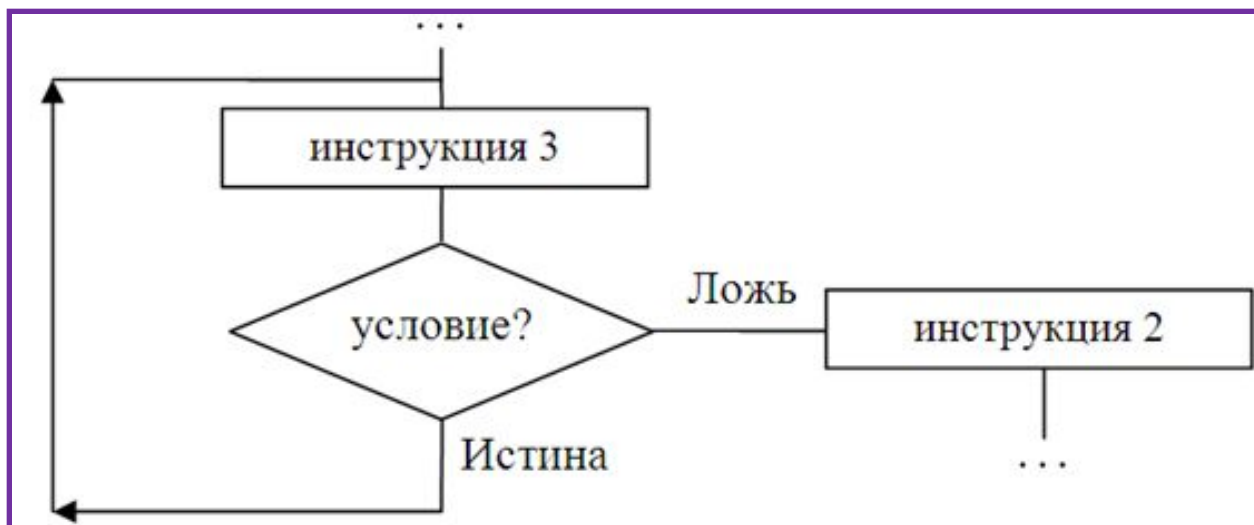 ...
инструкция 3
Ложь
условие?
инструкция 2
Истина
...